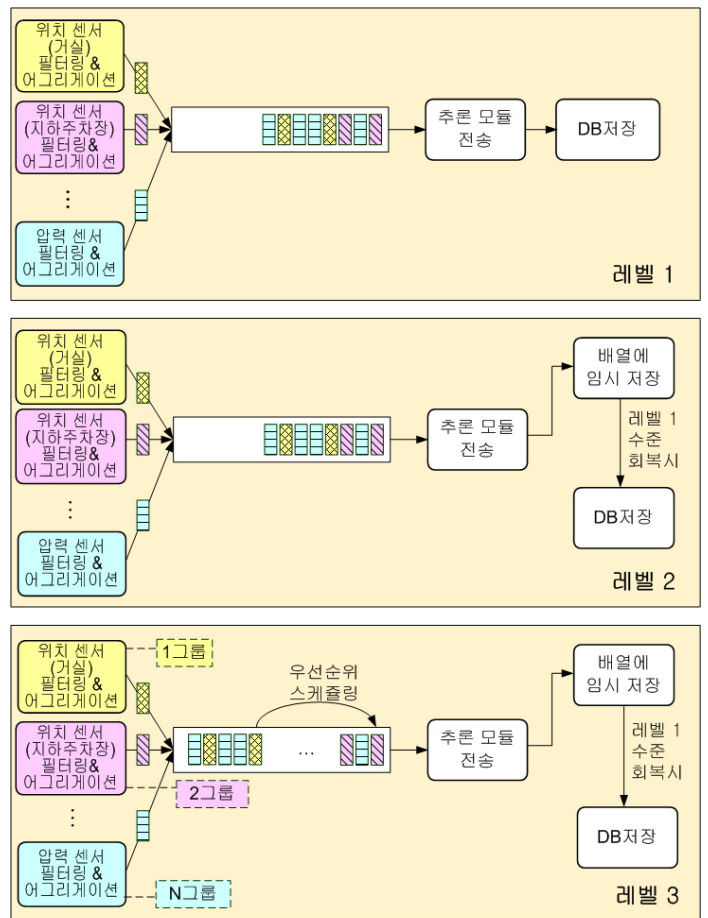 위치 센서
(거실)
필터링 &
어그리게이션
위치 센서
(지하주차장)
필터링&
어그리게이션
...
압력 센서
필터링 &
어그리게이션
추론 모듈
전송
DB저장
레벨 1
위치 센서
(거실)
필터링 &
어그리게이션
위치 센서
(지하주차장)
필터링&
어그리게이션
...
압력 센서
필터링 &
어그리게이션
추론 모듈
전송
배열에
임시 저장
레벨 1
수준
회복시
DB저장
레벨 2
위치 센서
(거실)
필터링 &
어그리게이션
1그룹
위치 센서
(지하주차장)
필터링&
어그리게이션
2그룹
...
압력 센서
필터링 &
어그리게이션
N그룹
우선순위
스케쥴링
...
추론 모듈
전송
배열에
임시 저장
레벨 1
수준
회복시
DB저장
레벨 3